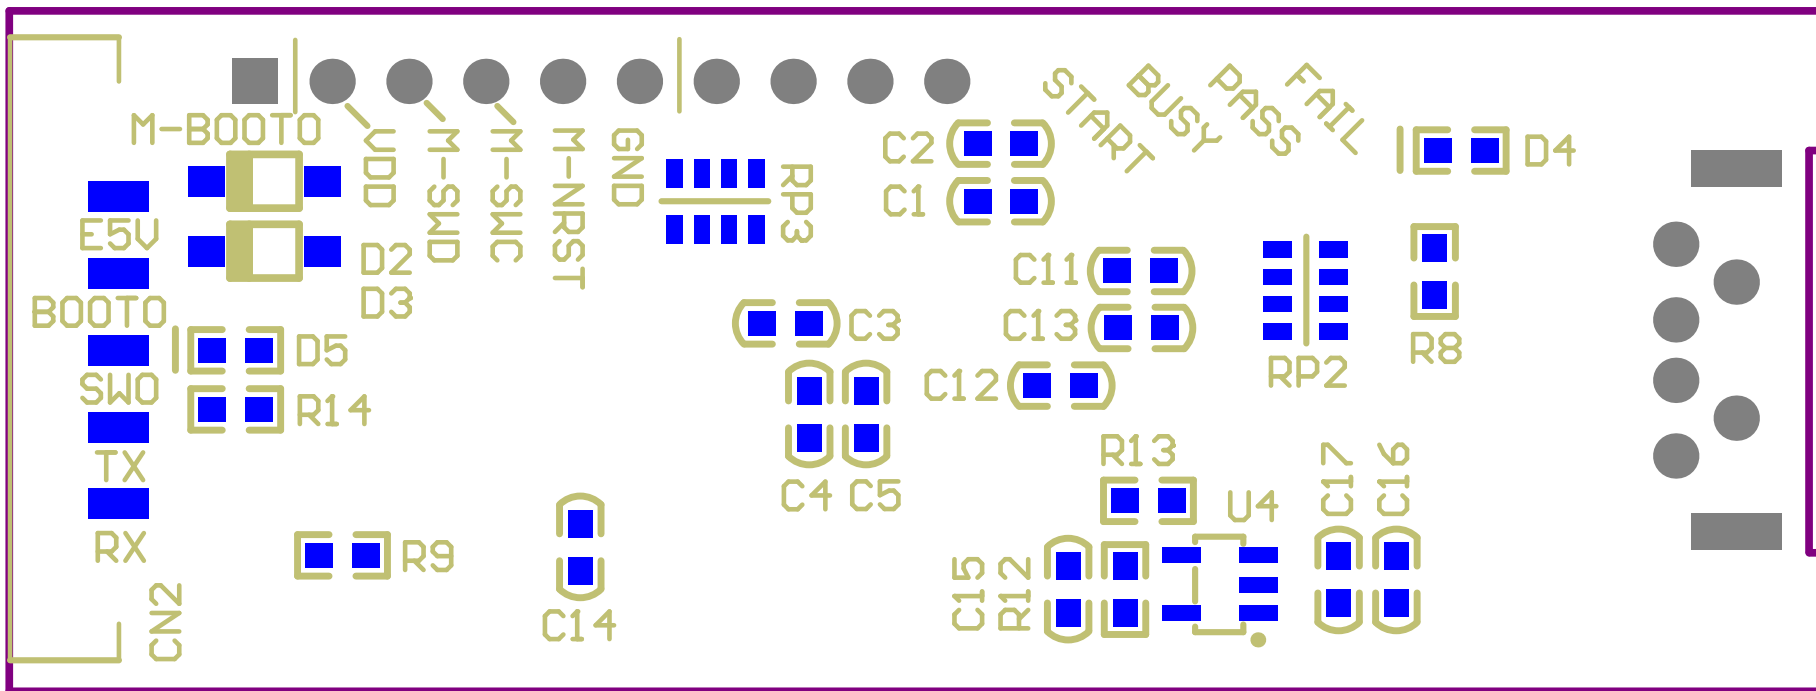 M-BOOT0
VDD
M-SWD
M-SWC
M-NRST
GND
START
BUSY
PASS
FAIL
C2
D4
C1
RP3
E5V
D2
D3
BOOT0
C11
C3
C13
R8
D5
RP2
SWO
C12
R14
TX
R13
C17
C16
C4
C5
U4
RX
R9
C15
R12
C14
CN2